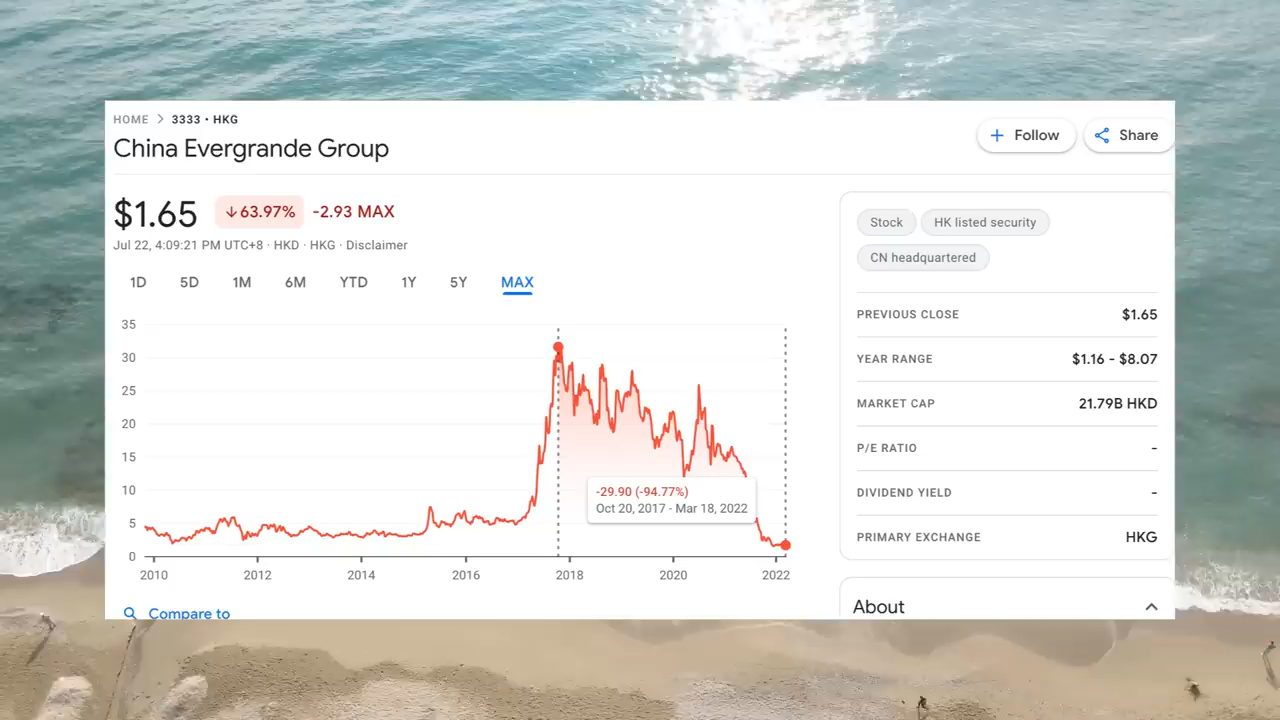 HOME > 3333 • HKG
China Evergrande Group
Follow
Share
$1.65 ↓63.97% -2.93 MAX
Jul 22, 4:09:21 PM UTC+8 · HKD · HKG · Disclaimer
1D 5D 1M 6M YTD 1Y 5Y MAX
35
30
25
20
15
10
5
0
-29.90 (-94.77%)
Oct 20, 2017 - Mar 18, 2022
2010 2012 2014 2016 2018 2020 2022
Compare to
Stock HK listed security
CN headquartered
PREVIOUS CLOSE $1.65
YEAR RANGE $1.16 - $8.07
MARKET CAP 21.79B HKD
P/E RATIO -
DIVIDEND YIELD -
PRIMARY EXCHANGE HKG
About